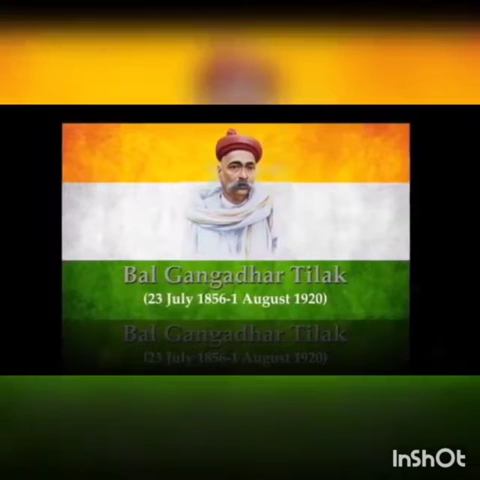 Bal Gangadhar Tilak
(23 July 1856-1 August 1920)
Bal Gangadhar Tilak
(23 July 1856-1 August 1920)
InShOt